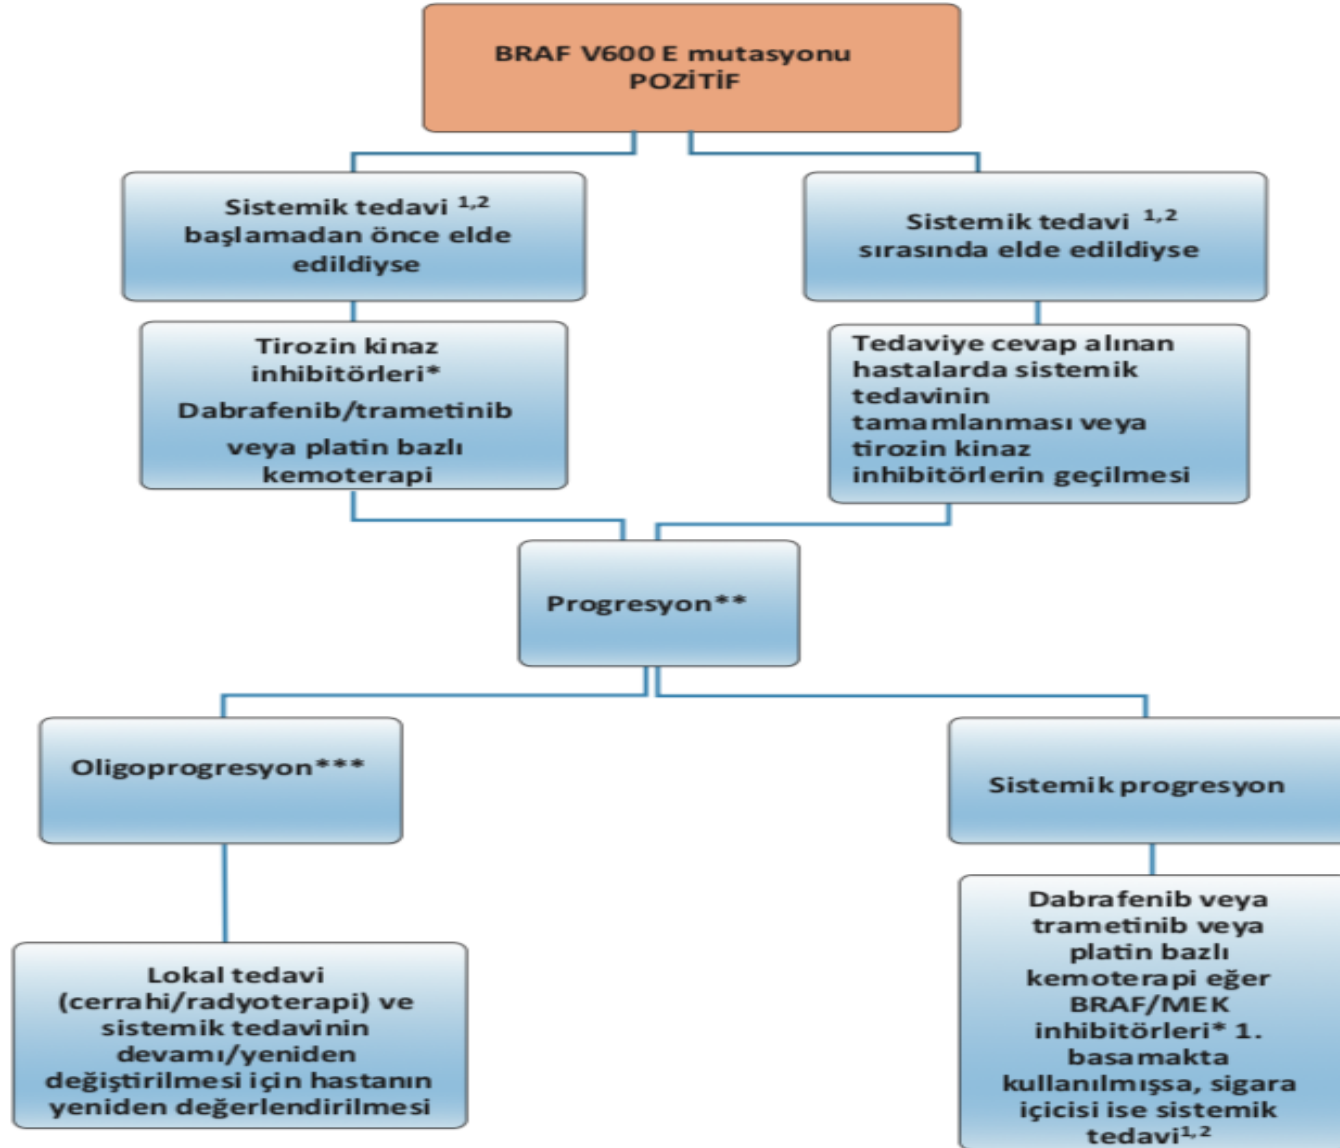 BRAF V600 E mutasyonu
POZİTİF
Sistemik tedavi 1,2
başlamadan önce elde
edildiyse
Sistemik tedavi 1,2
sırasında elde edildiyse
Tirozin kinaz
inhibitörleri*
Dabrafenib/trametinib
veya platin bazlı
kemoterapi
Tedaviye cevap alınan
hastalarda sistemik
tedavinin
tamamlanması veya
tirozin kinaz
inhibitörlerin geçilmesi
Progresyon**
Oligoprogresyon***
Sistemik progresyon
Lokal tedavi
(cerrahi/radyoterapi) ve
sistemik tedavinin
devamı/yeniden
değiştirilmesi için hastanın
yeniden değerlendirilmesi
Dabrafenib veya
trametinib veya
platin bazlı
kemoterapi eğer
BRAF/MEK
inhibitörleri* 1.
basamakta
kullanılmışsa, sigara
içicisi ise sistemik
tedavi1,2